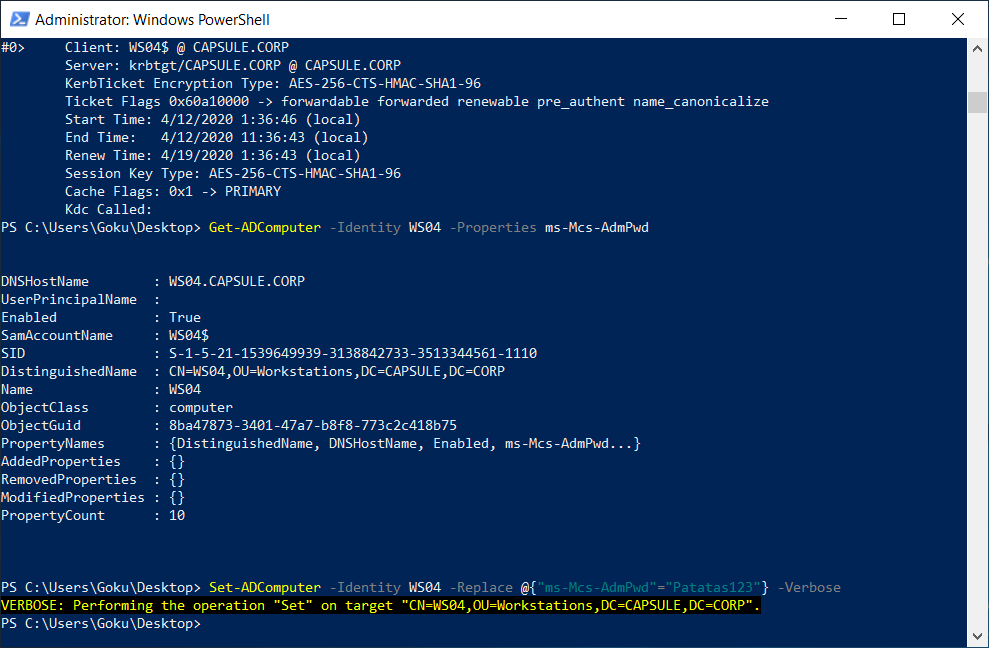 Administrator: Windows PowerShell
#0>     Client: WS04$ @ CAPSULE.CORP
        Server: krbtgt/CAPSULE.CORP @ CAPSULE.CORP
        KerbTicket Encryption Type: AES-256-CTS-HMAC-SHA1-96
        Ticket Flags 0x60a10000 -> forwardable forwarded renewable pre_authent name_canonicalize
        Start Time: 4/12/2020 1:36:46 (local)
        End Time:   4/12/2020 11:36:43 (local)
        Renew Time: 4/19/2020 1:36:43 (local)
        Session Key Type: AES-256-CTS-HMAC-SHA1-96
        Cache Flags: 0x1 -> PRIMARY
        Kdc Called:
PS C:\Users\Goku\Desktop> Get-ADComputer -Identity WS04 -Properties ms-Mcs-AdmPwd
DNSHostName        : WS04.CAPSULE.CORP
UserPrincipalName  :
Enabled            : True
SamAccountName     : WS04$
SID                : S-1-5-21-1539649939-3138842733-3513344561-1110
DistinguishedName  : CN=WS04,OU=Workstations,DC=CAPSULE,DC=CORP
Name               : WS04
ObjectClass        : computer
ObjectGuid         : 8ba47873-3401-47a7-b8f8-773c2c418b75
PropertyNames      : {DistinguishedName, DNSHostName, Enabled, ms-Mcs-AdmPwd...}
AddedProperties    : {}
RemovedProperties  : {}
ModifiedProperties : {}
PropertyCount      : 10
PS C:\Users\Goku\Desktop> Set-ADComputer -Identity WS04 -Replace @{"ms-Mcs-AdmPwd"="Patatas123"} -Verbose
VERBOSE: Performing the operation "Set" on target "CN=WS04,OU=Workstations,DC=CAPSULE,DC=CORP".
PS C:\Users\Goku\Desktop>